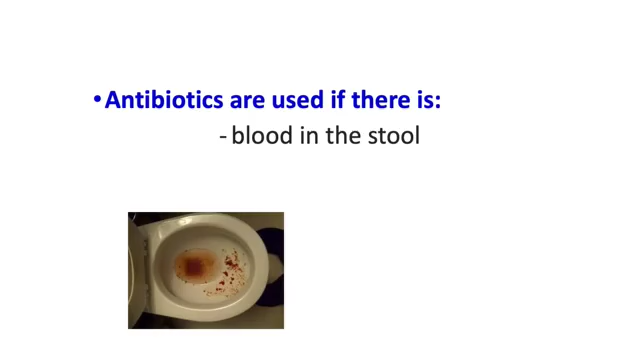 •Antibiotics are used if there is:
- blood in the stool